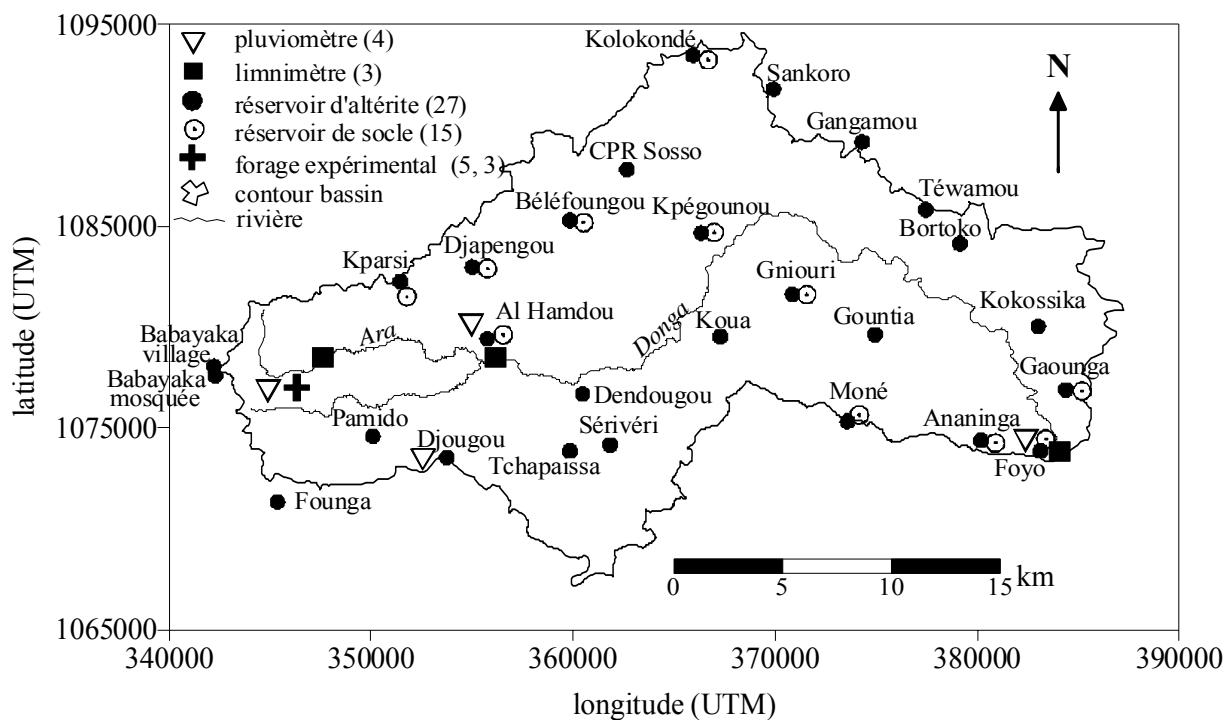 1095000
pluviomètre (4)
limnimètre (3)
réservoir d'altérite (27)
réservoir de socle (15)
forage expérimental (5, 3)
contour bassin
rivière
Kolokondé
Sankoro
N
Gangamou
CPR Sosso
Téwamou
Béléfoungou
Kpégounou
Bortoko
1085000
Djapengou
Kparsi
Gniouri
Kokossika
Al Hamdou
Ara
Donga
Koua
Gountia
Babayaka
village
Babayaka
mosquée
Gaounga
Dendougou
Moné
Pamido
Sérivéri
Ananinga
1075000
Djougou
Tchapaissa
Foyo
Founga
0
5
10
15
km
1065000
340000
350000
360000
370000
380000
390000
latitude (UTM)
longitude (UTM)